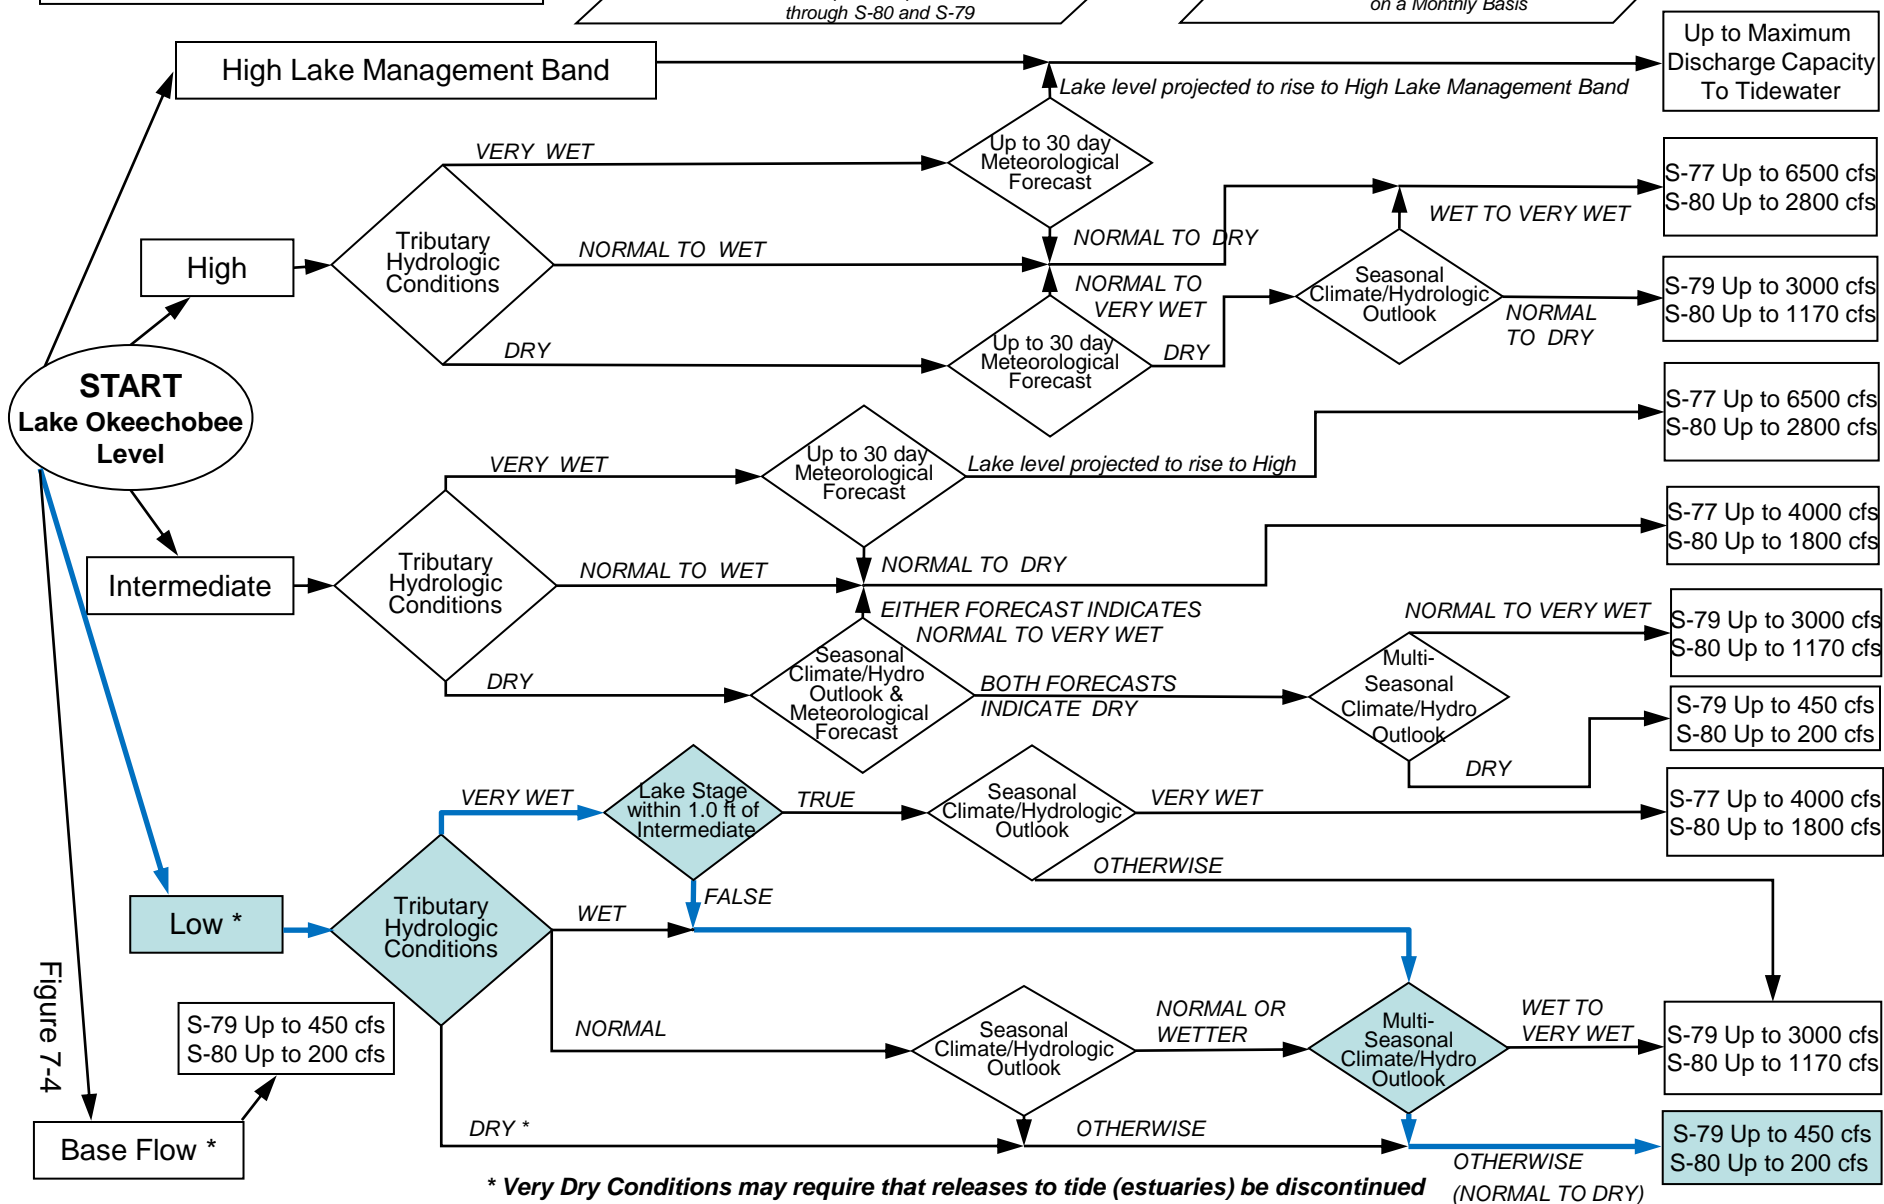 through S-80 and S-79
on a Monthly Basis
Up to Maximum
Discharge Capacity
To Tidewater
High Lake Management Band
Lake level projected to rise to High Lake Management Band
VERY WET
Up to 30 day
Meteorological
Forecast
S-77 Up to 6500 cfs
S-80 Up to 2800 cfs
WET TO VERY WET
High
Tributary
Hydrologic
Conditions
NORMAL TO WET
NORMAL TO DRY
NORMAL TO
VERY WET
Seasonal
Climate/Hydrologic
Outlook
NORMAL
TO DRY
S-79 Up to 3000 cfs
S-80 Up to 1170 cfs
DRY
Up to 30 day
Meteorological
Forecast
DRY
START
Lake Okeechobee
Level
S-77 Up to 6500 cfs
S-80 Up to 2800 cfs
VERY WET
Up to 30 day
Meteorological
Forecast
Lake level projected to rise to High
S-77 Up to 4000 cfs
S-80 Up to 1800 cfs
Intermediate
Tributary
Hydrologic
Conditions
NORMAL TO WET
NORMAL TO DRY
EITHER FORECAST INDICATES
NORMAL TO VERY WET
NORMAL TO VERY WET
S-79 Up to 3000 cfs
S-80 Up to 1170 cfs
DRY
Seasonal
Climate/Hydro
Outlook &
Meteorological
Forecast
BOTH FORECASTS
INDICATE DRY
Multi-
Seasonal
Climate/Hydro
Outlook
DRY
S-79 Up to 450 cfs
S-80 Up to 200 cfs
VERY WET
Lake Stage
within 1.0 ft of
Intermediate
TRUE
Seasonal
Climate/Hydrologic
Outlook
VERY WET
S-77 Up to 4000 cfs
S-80 Up to 1800 cfs
OTHERWISE
FALSE
Low *
Tributary
Hydrologic
Conditions
WET
NORMAL
Seasonal
Climate/Hydrologic
Outlook
NORMAL OR
WETTER
Multi-
Seasonal
Climate/Hydro
Outlook
WET TO
VERY WET
S-79 Up to 3000 cfs
S-80 Up to 1170 cfs
Figure 7-4
S-79 Up to 450 cfs
S-80 Up to 200 cfs
Base Flow *
DRY *
OTHERWISE
OTHERWISE
(NORMAL TO DRY)
S-79 Up to 450 cfs
S-80 Up to 200 cfs
* Very Dry Conditions may require that releases to tide (estuaries) be discontinued